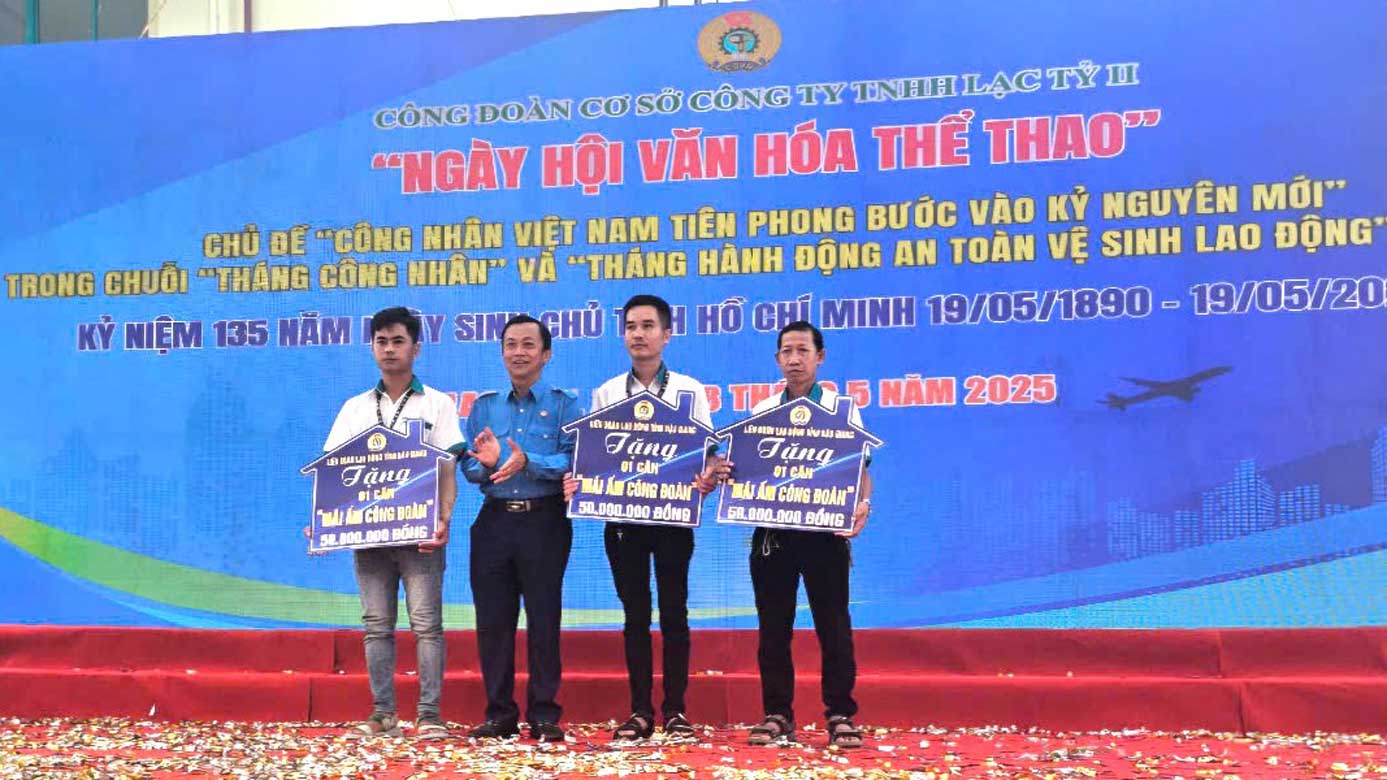 CÔNG ĐOÀN CƠ SỞ CÔNG TY TNHH LẠC TỶ II
“NGÀY HỘI VĂN HÓA THỂ THAO”
CHỦ ĐỀ “CÔNG NHÂN VIỆT NAM TIÊN PHONG BƯỚC VÀO KỶ NGUYÊN MỚI”
TRONG CHUỖI “THÁNG CÔNG NHÂN” VÀ “THÁNG HÀNH ĐỘNG AN TOÀN VỆ SINH LAO ĐỘNG”
KỶ NIỆM 135 NĂM SINH CHỦ HỒ CHÍ MINH 19/05/1890 - 19/05/20
5 NĂM 2025
LIÊN ĐOÀN LAO ĐỘNG TỈNH HẬU GIANG
Tặng
01 CĂN
"MÁI ẤM CÔNG ĐOÀN"
50.000.000 ĐỒNG
LIÊN ĐOÀN LAO ĐỘNG TỈNH HẬU GIANG
Tặng
01 CĂN
"MÁI ẤM CÔNG ĐOÀN"
50.000.000 ĐỒNG
LIÊN ĐOÀN LAO ĐỘNG TỈNH HẬU GIANG
Tặng
01 CĂN
"MÁI ẤM CÔNG ĐOÀN"
50.000.000 ĐỒNG